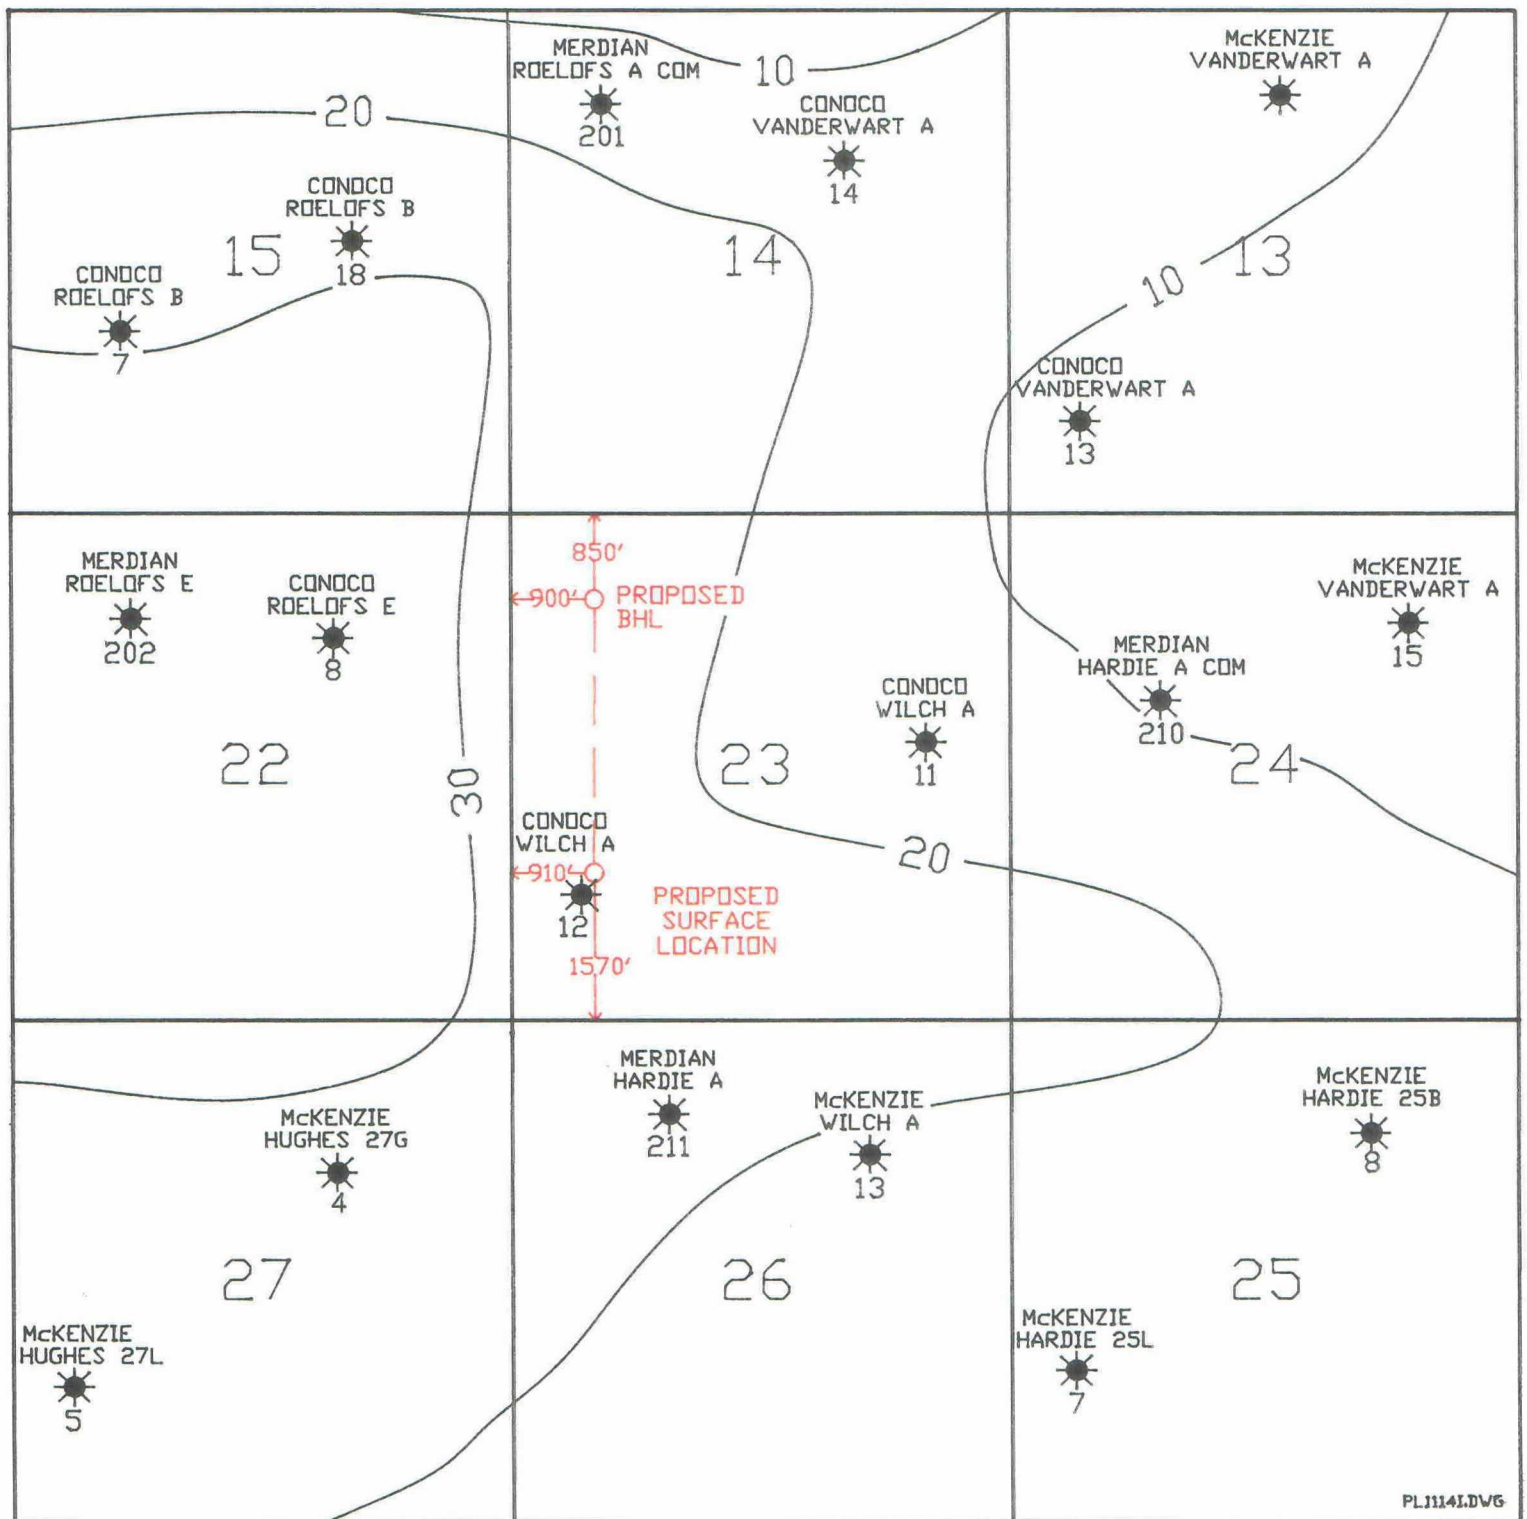 MERDIAN
ROELOFS A COM
201
10
CONOCO
VANDERWART A
14
McKENZIE
VANDERWART A
20
CONOCO
ROELOFS B
18
15
CONOCO
ROELOFS B
7
14
13
10
CONOCO
VANDERWART A
13
MERDIAN
ROELOFS E
202
CONOCO
ROELOFS E
8
850'
900'
PROPOSED
BHL
McKENZIE
VANDERWART A
15
MERDIAN
HARDIE A COM
210
CONOCO
WILCH A
11
22
30
23
24
CONOCO
WILCH A
910'
12
20
PROPOSED
SURFACE
LOCATION
1570'
MERDIAN
HARDIE A
211
McKENZIE
WILCH A
13
McKENZIE
HARDIE 25B
8
McKENZIE
HUGHES 27G
4
27
26
25
McKENZIE
HUGHES 27L
5
McKENZIE
HARDIE 25L
7
PL1114I.DWG